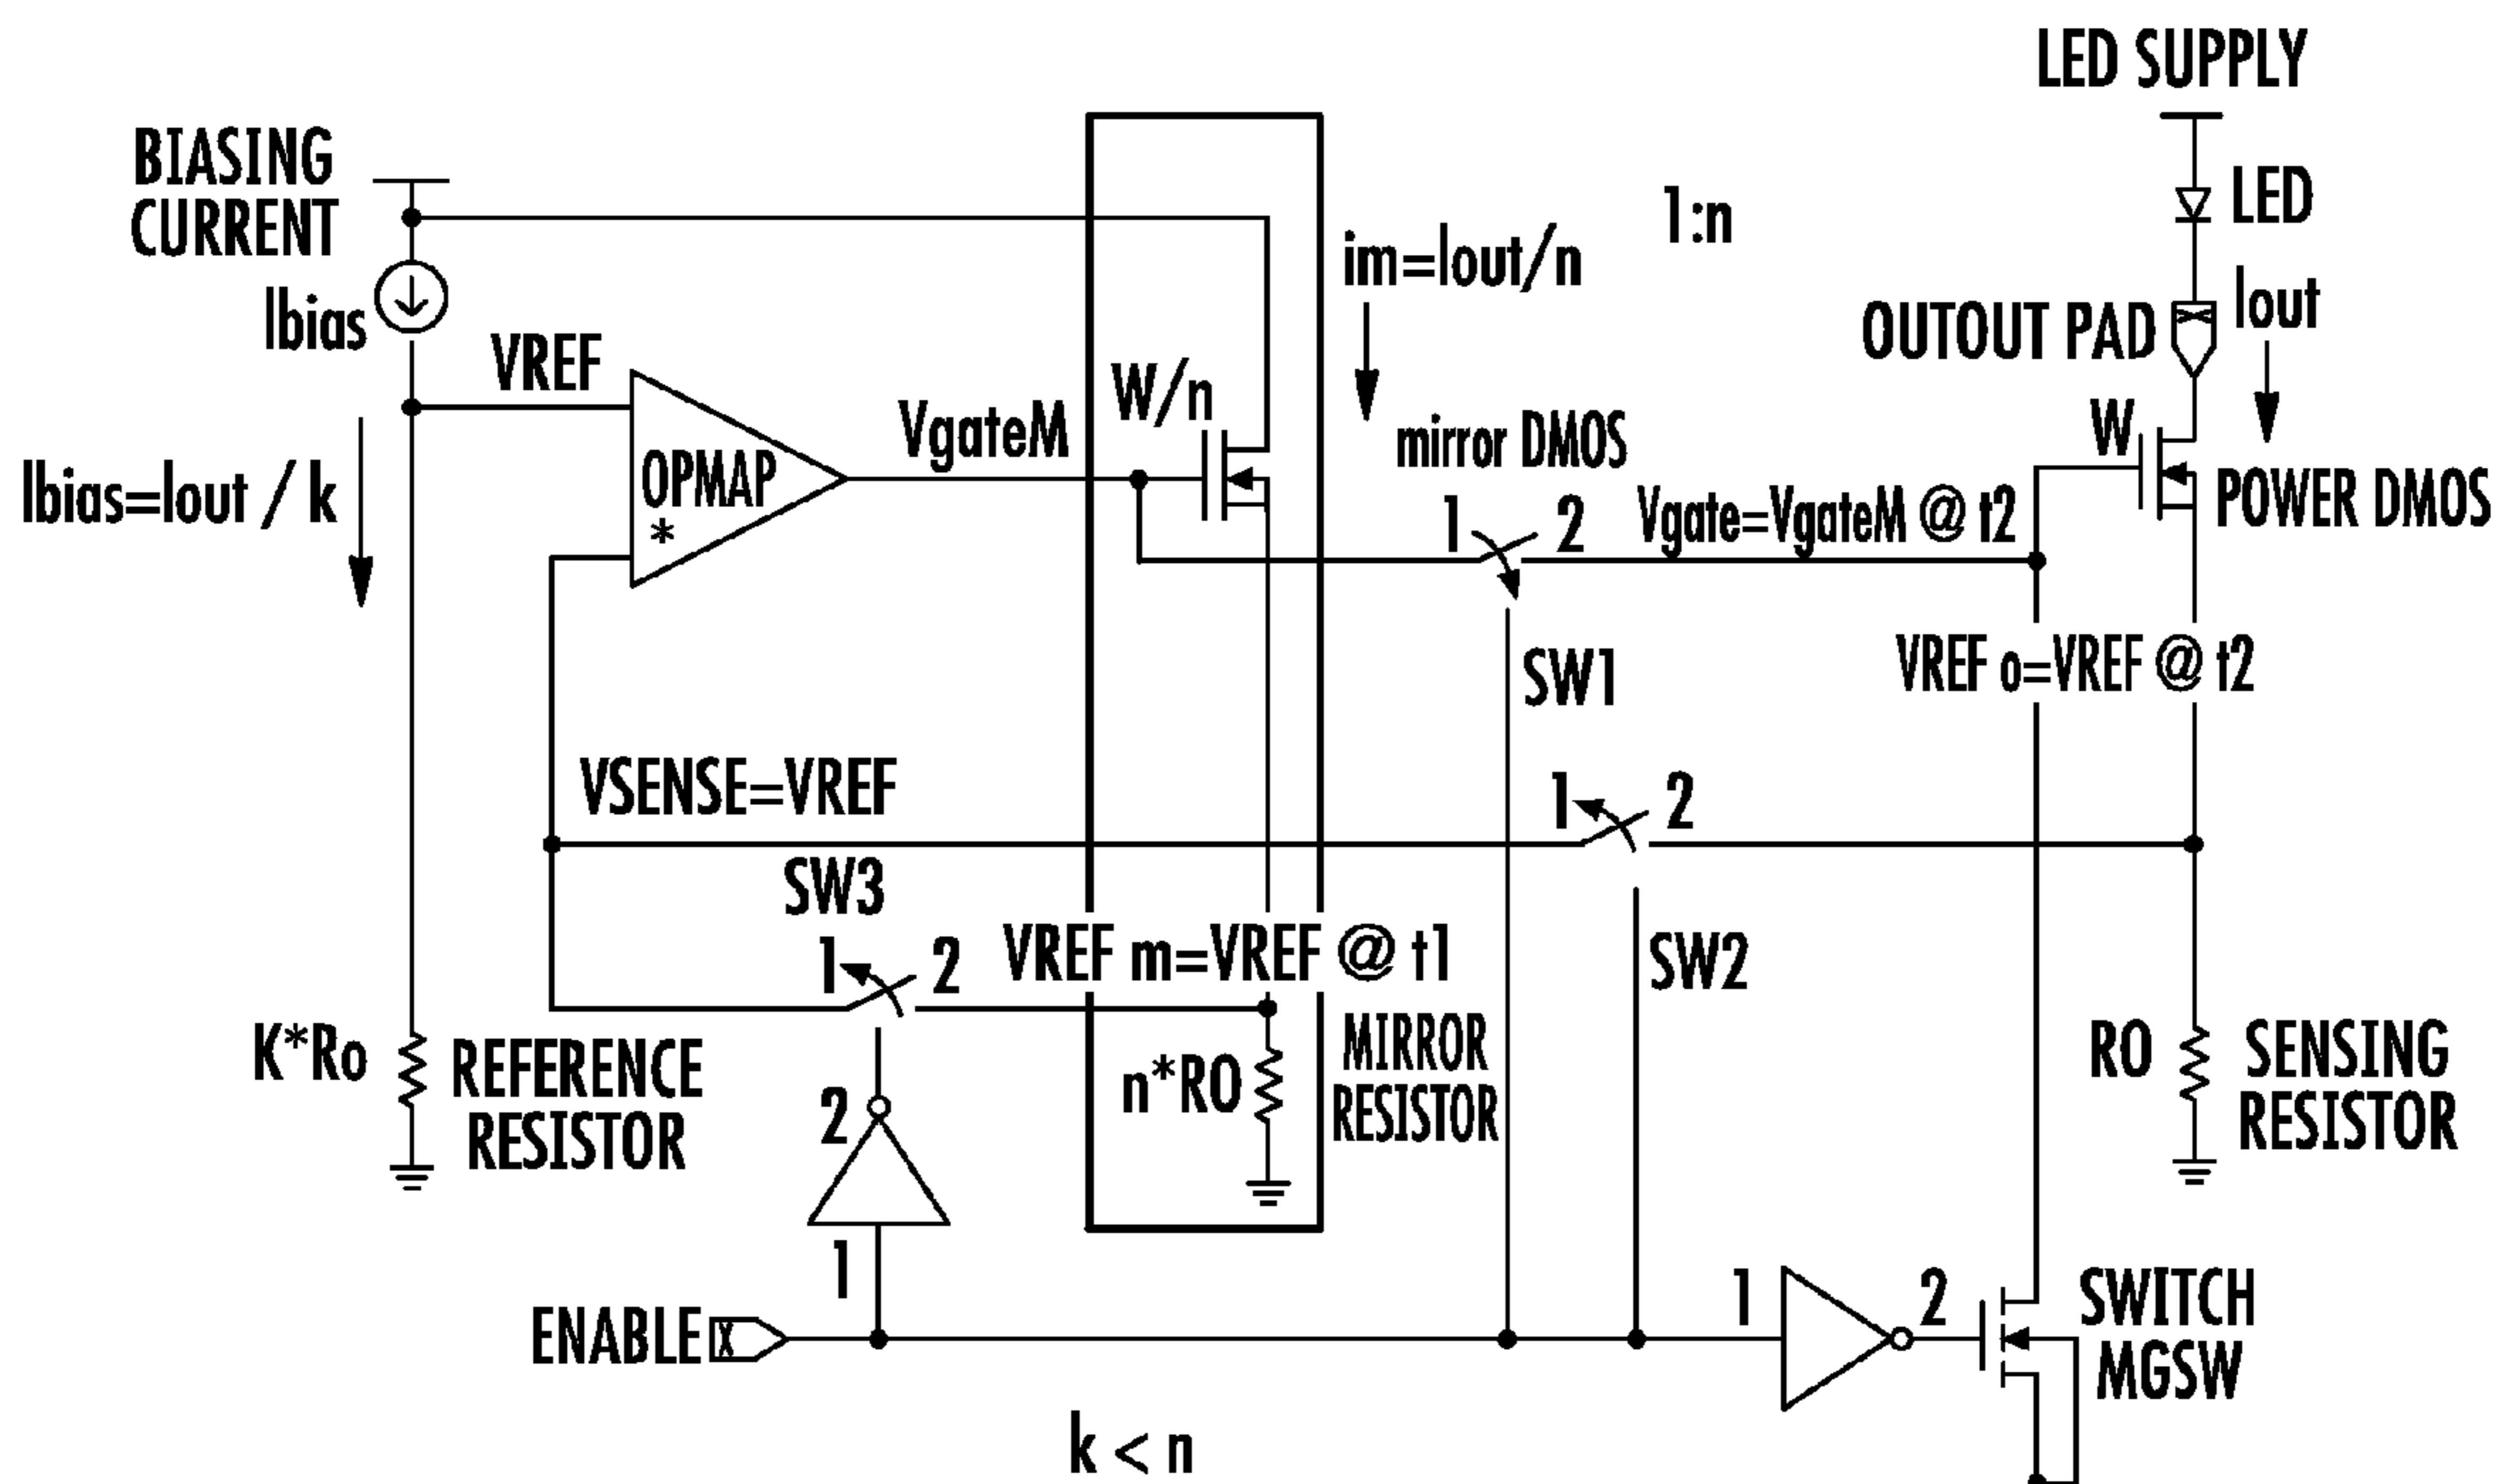 LED SUPPLY
BIASING
CURRENT
LED
1:n
im=Iout/n
Iout
Ibias
OUTOUT PAD
VREF
W/n
W
VgateM
mirror DMOS
OPMAP
*
Ibias=Iout / k
1
2
Vgate=VgateM @ t2
POWER DMOS
SW1
VREF o=VREF @ t2
VSENSE=VREF
1
2
SW3
1
2
VREF m=VREF @ t1
SW2
K*Ro
REFERENCE
RESISTOR
n*RO
MIRROR
RESISTOR
RO
SENSING
RESISTOR
2
1
ENABLE
X
1
2
SWITCH
MGSW
k < n